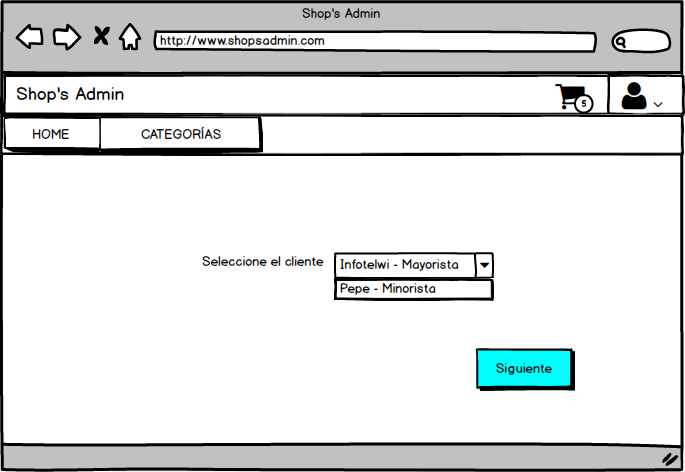 Shop's Admin
http://www.shopsadmin.com
Shop's Admin
5
HOME
CATEGORÍAS
Seleccione el cliente
Infotelwi - Mayorista
Pepe - Minorista
Siguiente